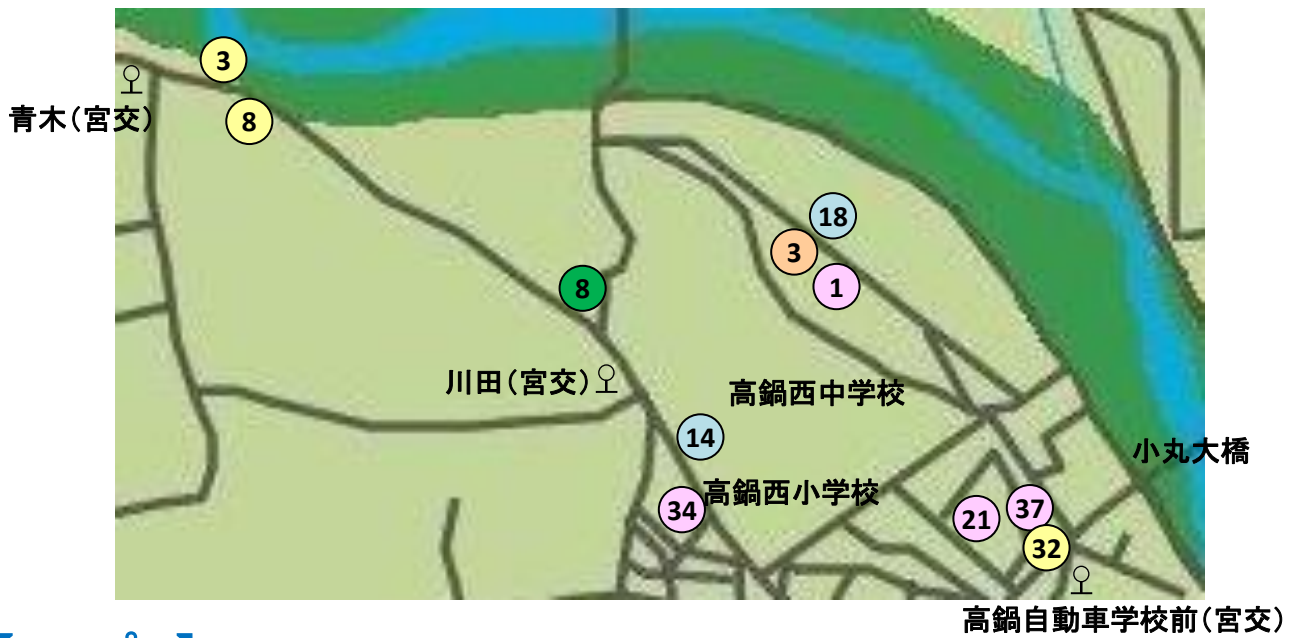 3
青木（宮交）
8
18
3
1
8
川田（宮交）
高鍋西中学校
14
小丸大橋
高鍋西小学校
34
21
37
32
高鍋自動車学校前（宮交）